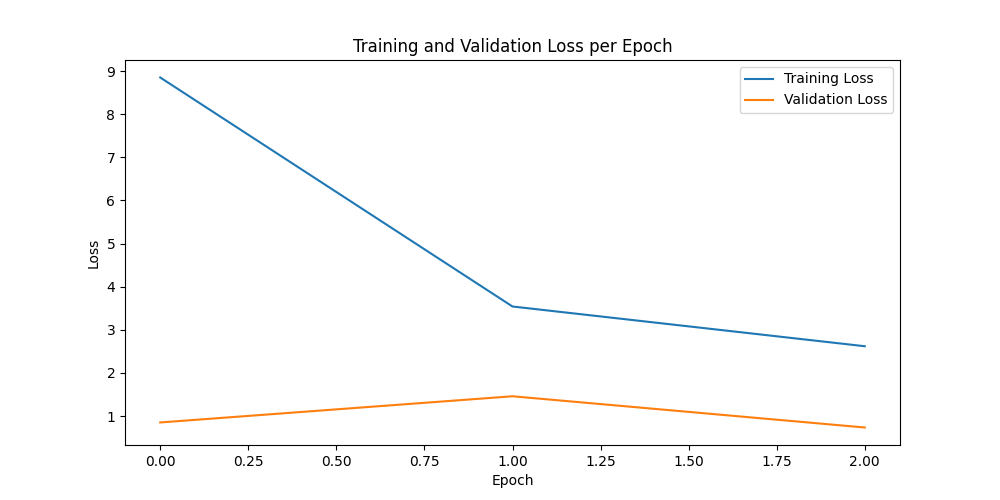 Training and Validation Loss per Epoch
Training Loss
Validation Loss
9
8
7
6
5
4
3
2
1
Loss
0.00 0.25 0.50 0.75 1.00 1.25 1.50 1.75 2.00
Epoch